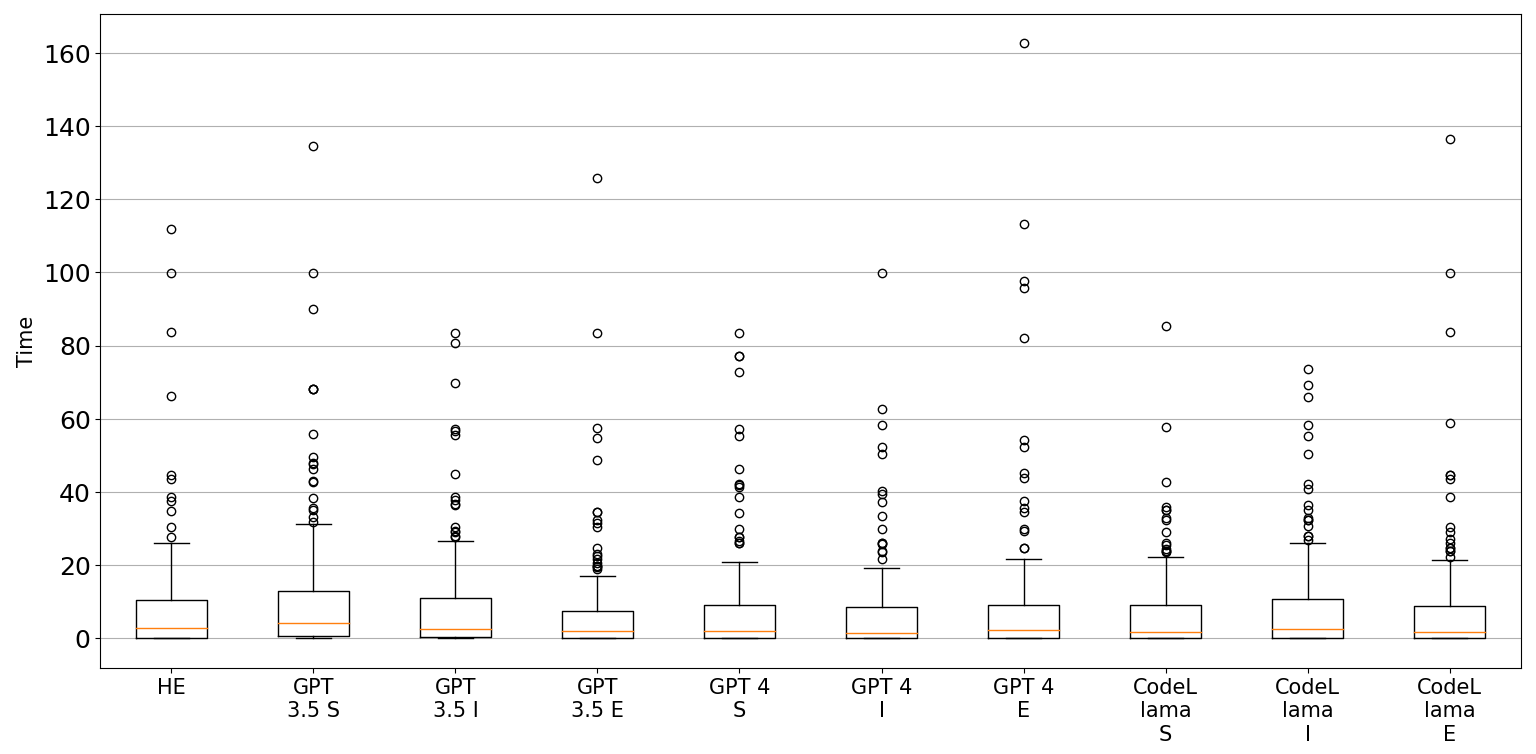 Time
160
140
120
100
80
60
40
20
0
HE
GPT
3.5 S
GPT
3.5 I
GPT
3.5 E
GPT 4
S
GPT 4
I
GPT 4
E
CodeL
lama
S
CodeL
lama
I
CodeL
lama
E